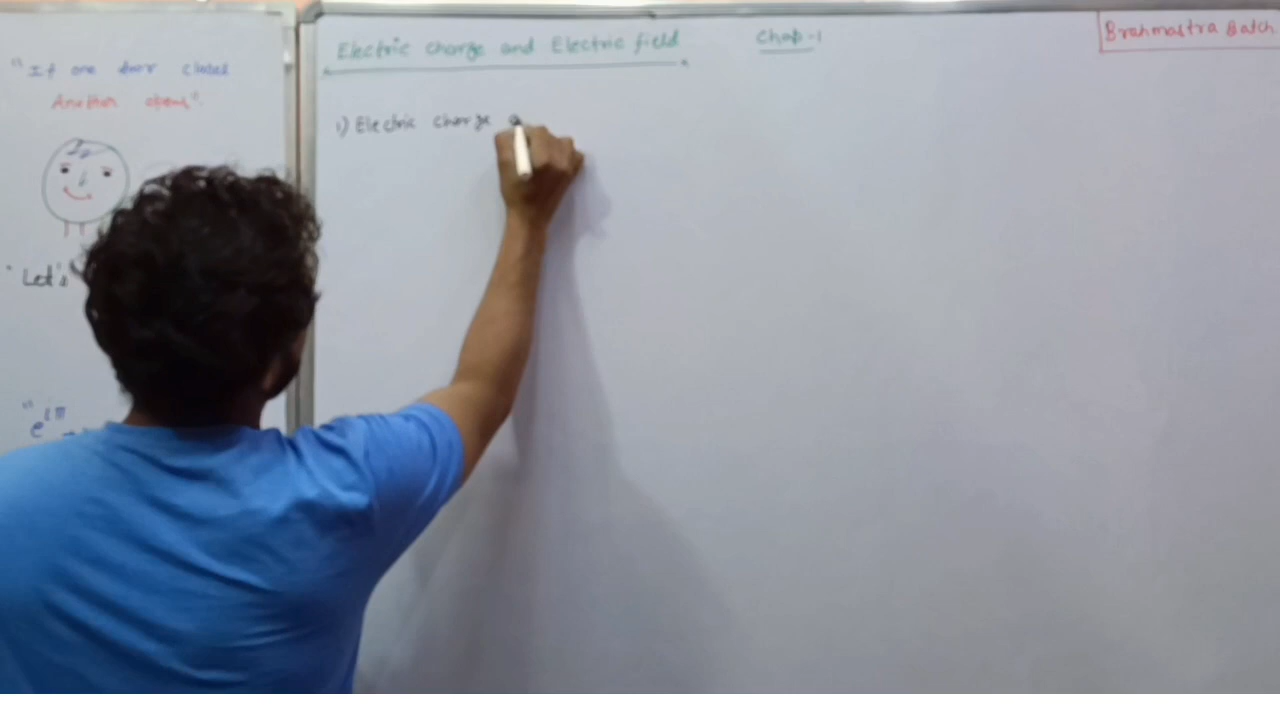 "If one door closes
Another opens".
"Let's
"e^iπ
Electric Charge and Electric field
Chap-1
Brahmastra Batch
1) Electric charge